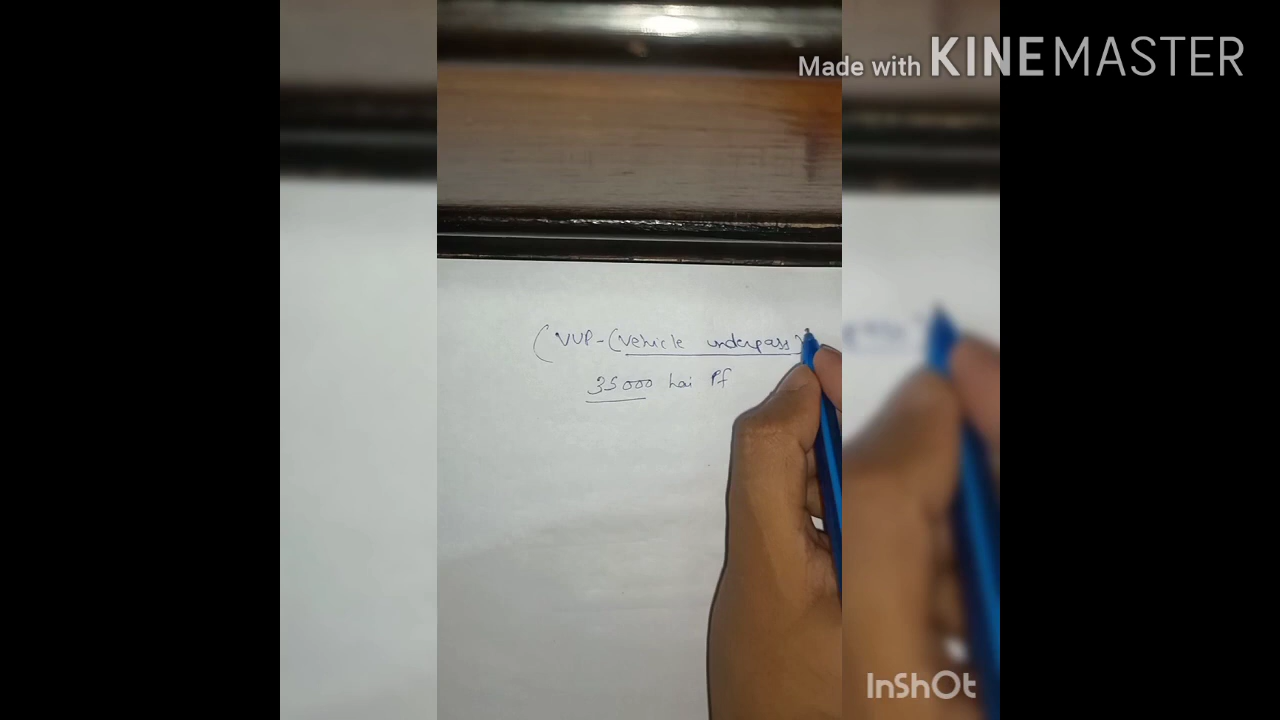 Made with KINEMASTER
(VUP-(Vehicle underpass)
35000 hai Pf
InShOt